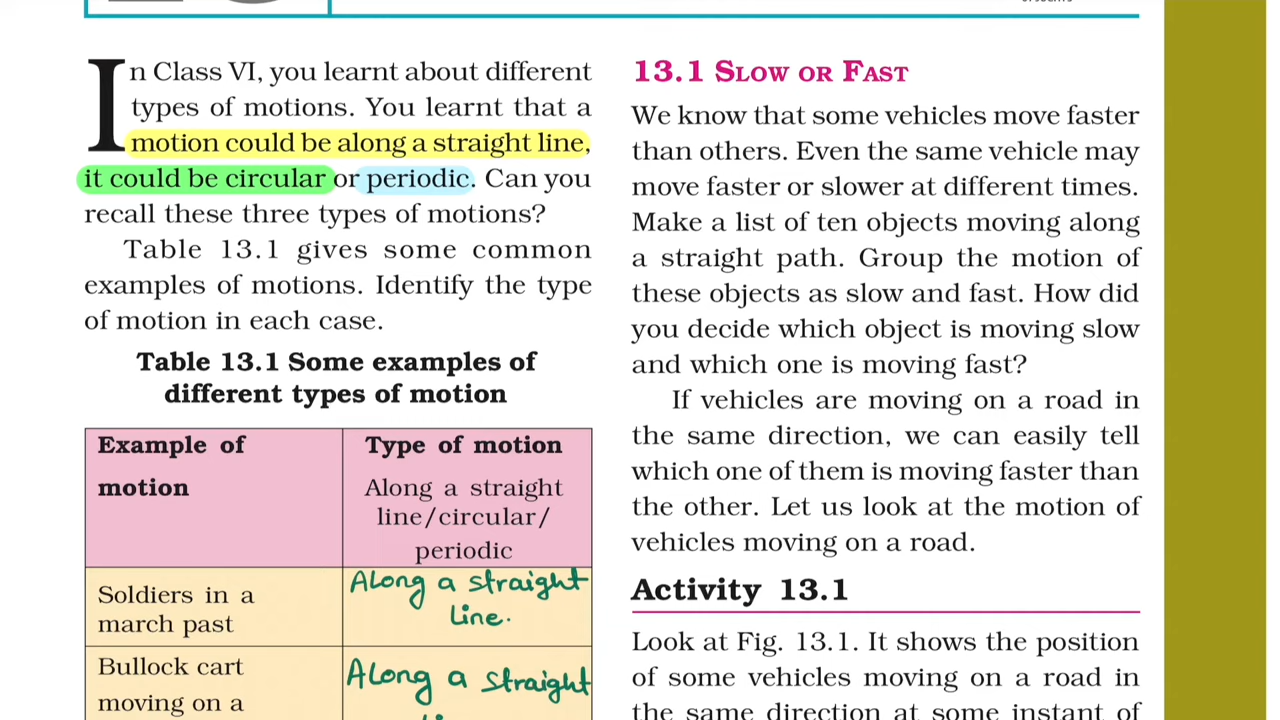 In Class VI, you learnt about different
types of motions. You learnt that a
motion could be along a straight line,
it could be circular or periodic. Can you
recall these three types of motions?
Table 13.1 gives some common
examples of motions. Identify the type
of motion in each case.
Table 13.1 Some examples of
different types of motion
Example of
motion
Type of motion
Along a straight
line/circular/
periodic
Soldiers in a
march past
Along a straight
line.
Bullock cart
moving on a
Along a straight
13.1 SLOW OR FAST
We know that some vehicles move faster
than others. Even the same vehicle may
move faster or slower at different times.
Make a list of ten objects moving along
a straight path. Group the motion of
these objects as slow and fast. How did
you decide which object is moving slow
and which one is moving fast?
If vehicles are moving on a road in
the same direction, we can easily tell
which one of them is moving faster than
the other. Let us look at the motion of
vehicles moving on a road.
Activity 13.1
Look at Fig. 13.1. It shows the position
of some vehicles moving on a road in
the same direction at some instant of